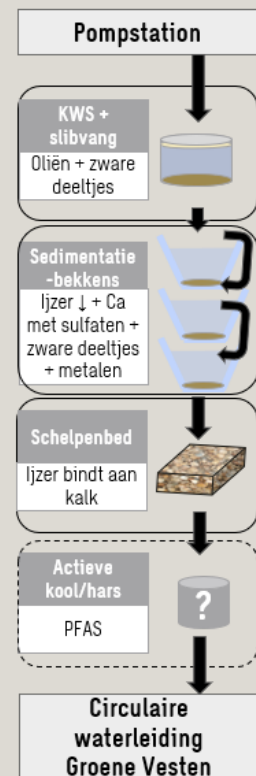 Pompstation
KWS +
slibvang
Oliën + zware
deeltjes
Sedimentatie
-bekkens
Ijzer ↓ + Ca
met sulfaten +
zware deeltjes
+ metalen
Schelpenbed
Ijzer bindt aan
kalk
Actieve
kool/hars
PFAS
?
Circulaire
waterleiding
Groene Vesten